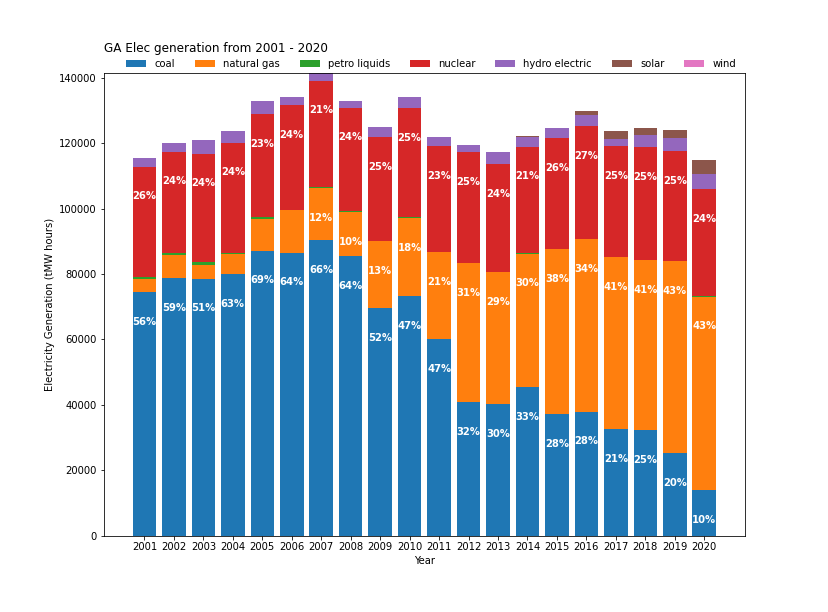 GA Elec generation from 2001 - 2020
coal natural gas petro liquids nuclear hydro electric solar wind
140000
21%
120000
23% 24% 24% 25% 27%
26% 24% 24% 24% 25% 23% 25% 24% 21% 26% 25% 25% 25%
100000
12% 24%
10% 18%
80000
13% 21% 31% 29% 30% 38% 34% 41% 41% 43%
69% 64% 66% 64%
56% 59% 51% 63% 43%
60000
52% 47%
47%
40000
32% 30% 33% 28% 28%
21% 25%
20000
20%
10%
0
2001 2002 2003 2004 2005 2006 2007 2008 2009 2010 2011 2012 2013 2014 2015 2016 2017 2018 2019 2020
Year
Electricity Generation (tMW hours)